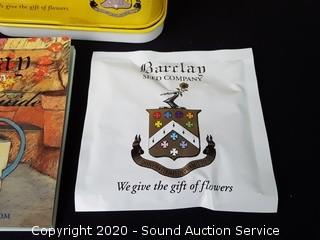 We give the gift of flowers
Barclay
SEED COMPANY
We give the gift of flowers
Copyright 2020 - Sound Auction Service